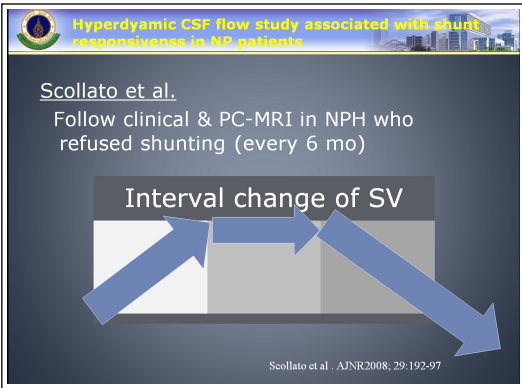 Hyperdyamic CSF flow study associated with shunt
responsivenss in NP patients
Scollato et al.
Follow clinical & PC-MRI in NPH who
refused shunting (every 6 mo)
Interval change of SV
Scollato et al . AJNR2008; 29:192-97